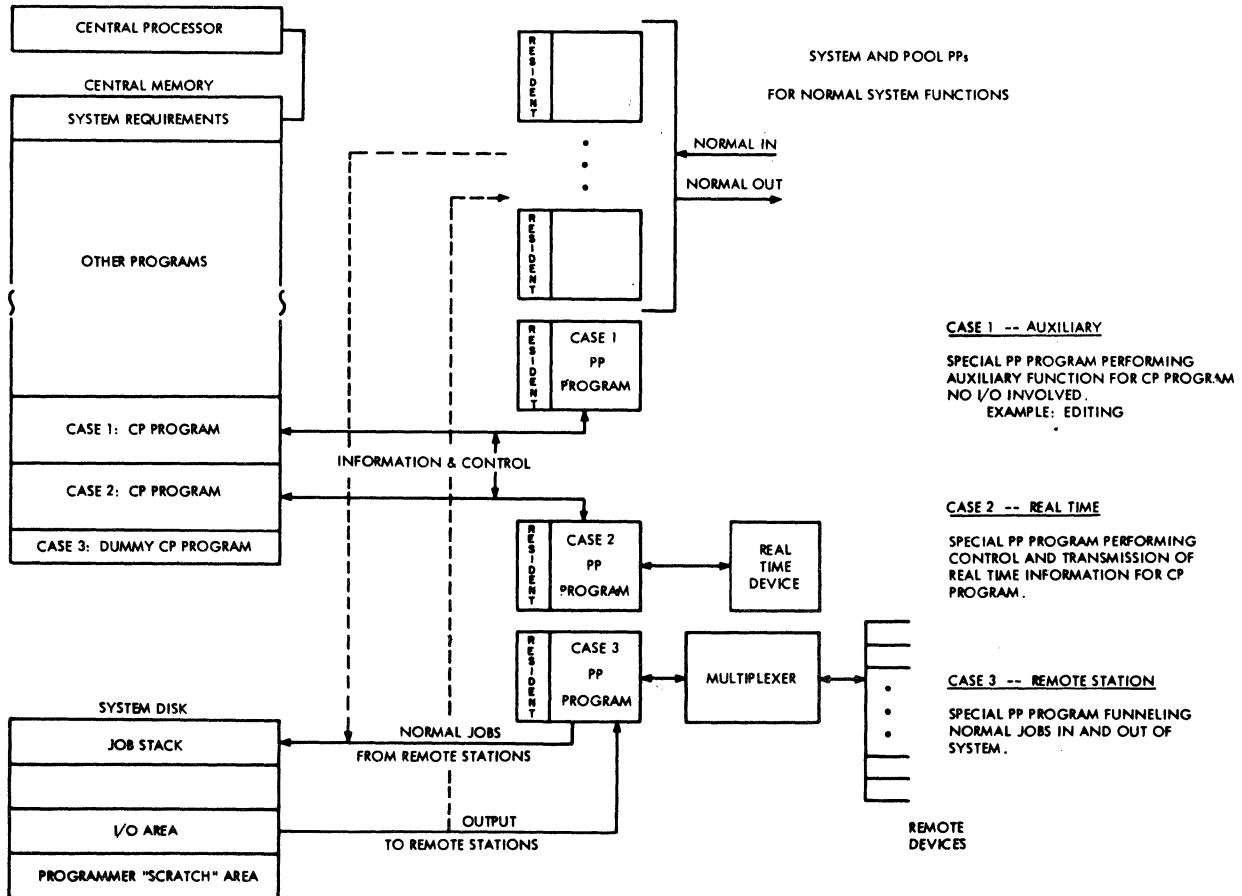 CENTRAL PROCESSOR
CENTRAL MEMORY
SYSTEM REQUIREMENTS
OTHER PROGRAMS
CASE 1: CP PROGRAM
CASE 2: CP PROGRAM
CASE 3: DUMMY CP PROGRAM
SYSTEM DISK
JOB STACK
I/O AREA
PROGRAMMER "SCRATCH" AREA
RESIDENT
RESIDENT
RESIDENT
CASE 1
PP
PROGRAM
INFORMATION & CONTROL
RESIDENT
CASE 2
PP
PROGRAM
REAL
TIME
DEVICE
RESIDENT
CASE 3
PP
PROGRAM
MULTIPLEXER
NORMAL JOBS
FROM REMOTE STATIONS
OUTPUT
TO REMOTE STATIONS
SYSTEM AND POOL PPs
FOR NORMAL SYSTEM FUNCTIONS
NORMAL IN
NORMAL OUT
CASE 1 -- AUXILIARY
SPECIAL PP PROGRAM PERFORMING
AUXILIARY FUNCTION FOR CP PROGRAM
NO I/O INVOLVED.
EXAMPLE: EDITING
CASE 2 -- REAL TIME
SPECIAL PP PROGRAM PERFORMING
CONTROL AND TRANSMISSION OF
REAL TIME INFORMATION FOR CP
PROGRAM.
CASE 3 -- REMOTE STATION
SPECIAL PP PROGRAM FUNNELING
NORMAL JOBS IN AND OUT OF
SYSTEM.
REMOTE
DEVICES